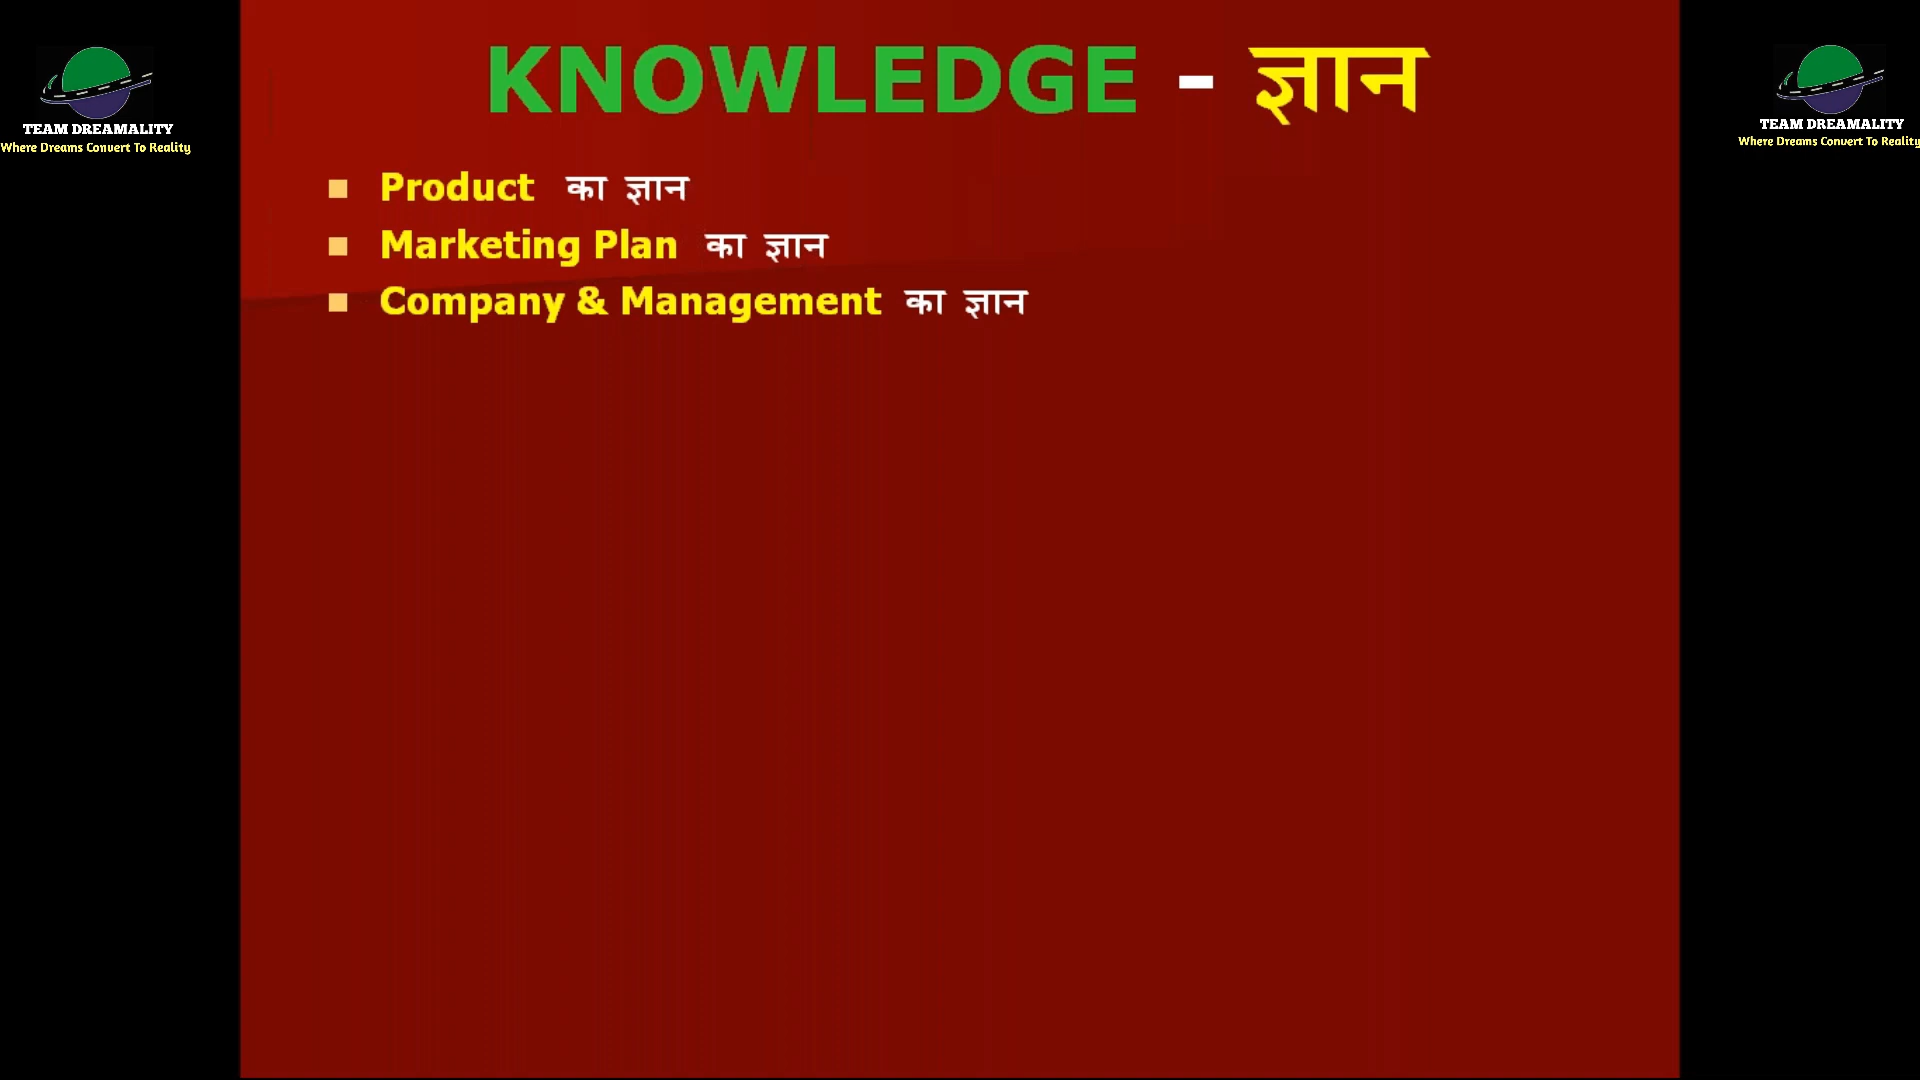 KNOWLEDGE - ज्ञान
TEAM DREAMALITY
Where Dreams Convert To Reality
TEAM DREAMALITY
Where Dreams Convert To Reality
Product का ज्ञान
Marketing Plan का ज्ञान
Company & Management का ज्ञान